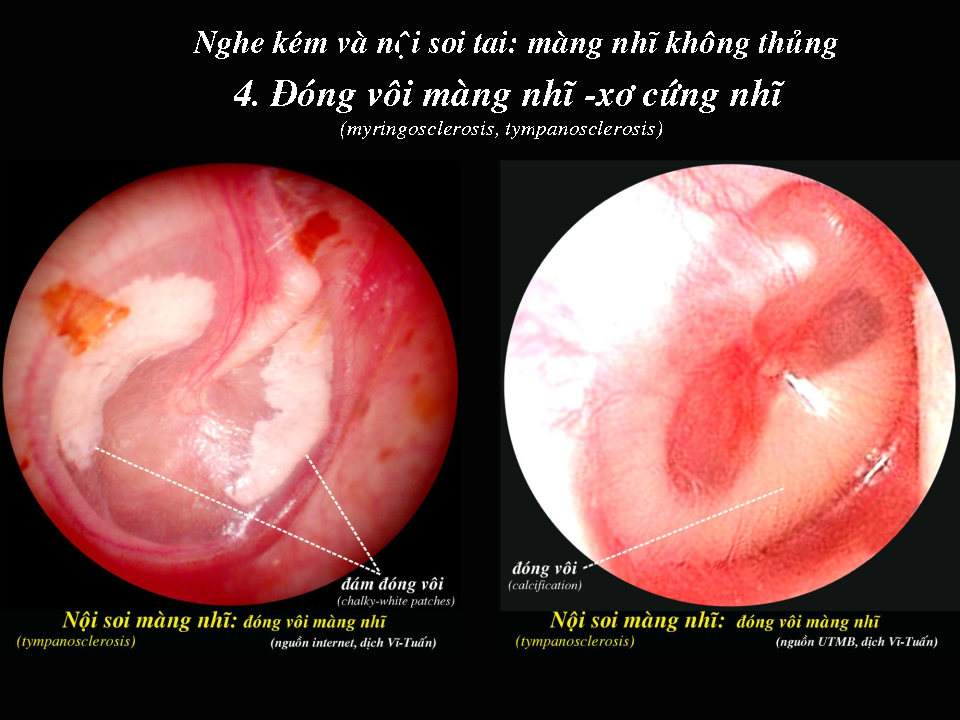 Nghe kém và nội soi tai: màng nhĩ không thủng
4. Đóng vôi màng nhĩ -xơ cứng nhĩ
(myringosclerosis, tympanosclerosis)
đám đóng vôi
(chalky-white patches)
Nội soi màng nhĩ: đóng vôi màng nhĩ
(tympanosclerosis)
(nguồn internet, dịch Vĩ-Tuấn)
đóng vôi
(calcification)
Nội soi màng nhĩ: đóng vôi màng nhĩ
(tympanosclerosis)
(nguồn UTMB, dịch Vĩ-Tuấn)